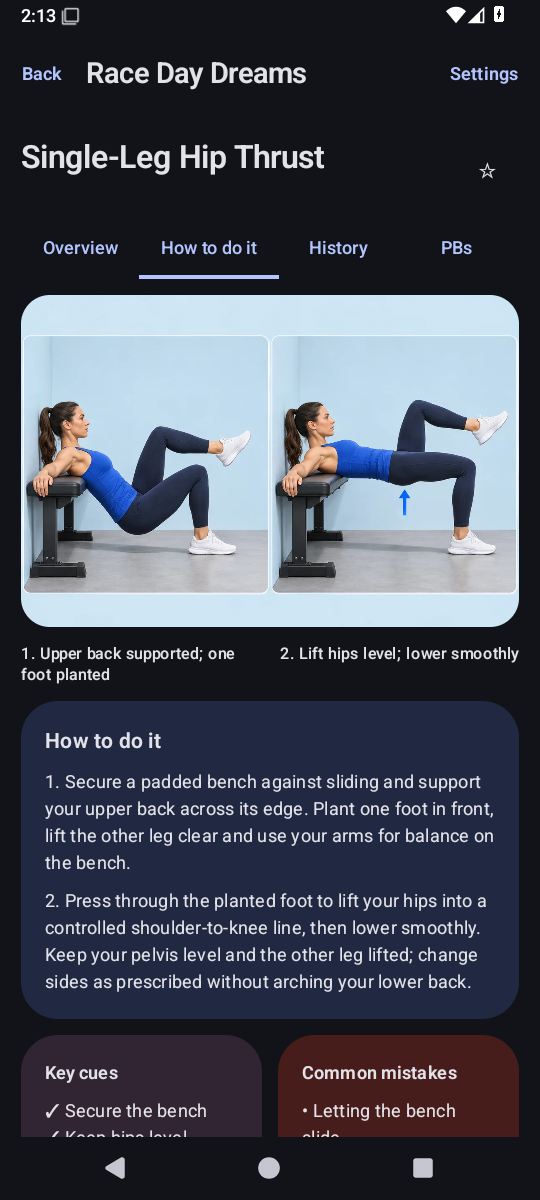 2:13
Back
Race Day Dreams
Settings
Single-Leg Hip Thrust
Overview
How to do it
History
PBs
1. Upper back supported; one
foot planted
2. Lift hips level; lower smoothly
How to do it
1. Secure a padded bench against sliding and support
your upper back across its edge. Plant one foot in front,
lift the other leg clear and use your arms for balance on
the bench.
2. Press through the planted foot to lift your hips into a
controlled shoulder-to-knee line, then lower smoothly.
Keep your pelvis level and the other leg lifted; change
sides as prescribed without arching your lower back.
Key cues
✓ Secure the bench
✓ Keep hips level
Common mistakes
• Letting the bench
slide